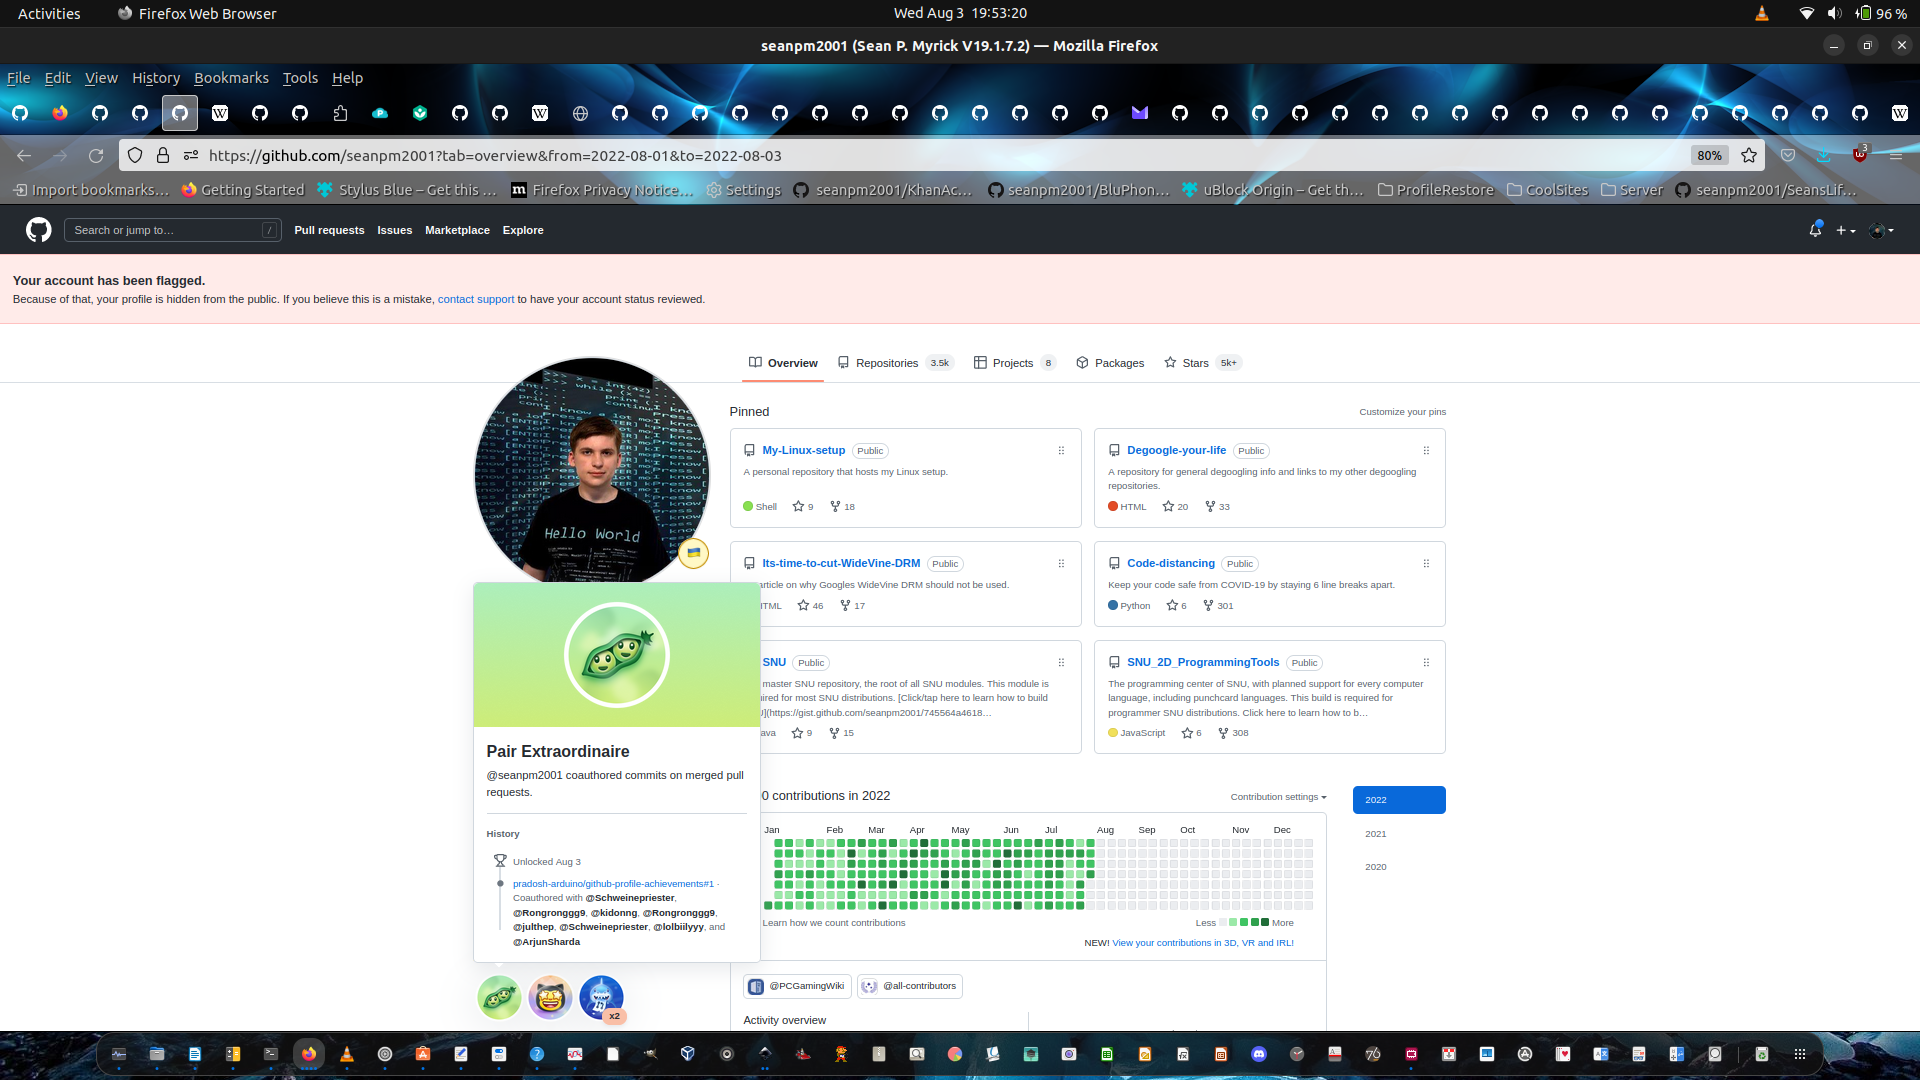 Activities
Firefox Web Browser
Wed Aug 3 19:53:20
96 %
seanpm2001 (Sean P. Myrick V19.1.7.2) — Mozilla Firefox
File Edit View History Bookmarks Tools Help
https://github.com/seanpm2001?tab=overview&from=2022-08-01&to=2022-08-03
80%
3
Import bookmarks… Getting Started Stylus Blue – Get this … Firefox Privacy Notice… Settings seanpm2001/KhanAc… seanpm2001/BluPhon… uBlock Origin – Get th… ProfileRestore CoolSites Server seanpm2001/SeansLif…
Search or jump to… /
Pull requests Issues Marketplace Explore
Your account has been flagged.
Because of that, your profile is hidden from the public. If you believe this is a mistake, contact support to have your account status reviewed.
Overview Repositories 3.5k Projects 8 Packages Stars 5k+
Pinned
Customize your pins
My-Linux-setup Public
A personal repository that hosts my Linux setup.
Shell 9 18
Degoogle-your-life Public
A repository for general degoogling info and links to my other degoogling
repositories.
HTML 20 33
Its-time-to-cut-WideVine-DRM Public
article on why Googles WideVine DRM should not be used.
TML 46 17
Code-distancing Public
Keep your code safe from COVID-19 by staying 6 line breaks apart.
Python 6 301
SNU Public
master SNU repository, the root of all SNU modules. This module is
ired for most SNU distributions. [Click/tap here to learn how to build
](https://gist.github.com/seanpm2001/745564a4618…
ava 9 15
SNU_2D_ProgrammingTools Public
The programming center of SNU, with planned support for every computer
language, including punchcard languages. This build is required for
programmer SNU distributions. Click here to learn how to b…
JavaScript 6 308
Hello World
Pair Extraordinaire
@seanpm2001 coauthored commits on merged pull
requests.
History
Unlocked Aug 3
pradosh-arduino/github-profile-achievements#1 ·
Coauthored with @Schweinepriester,
@Rongronggg9, @kidonng, @Rongronggg9,
@julthep, @Schweinepriester, @lolbiilyyy, and
@ArjunSharda
x2
0 contributions in 2022
Contribution settings
2022
2021
2020
Jan Feb Mar Apr May Jun Jul Aug Sep Oct Nov Dec
Learn how we count contributions
Less More
NEW! View your contributions in 3D, VR and IRL!
@PCGamingWiki
@all-contributors
Activity overview